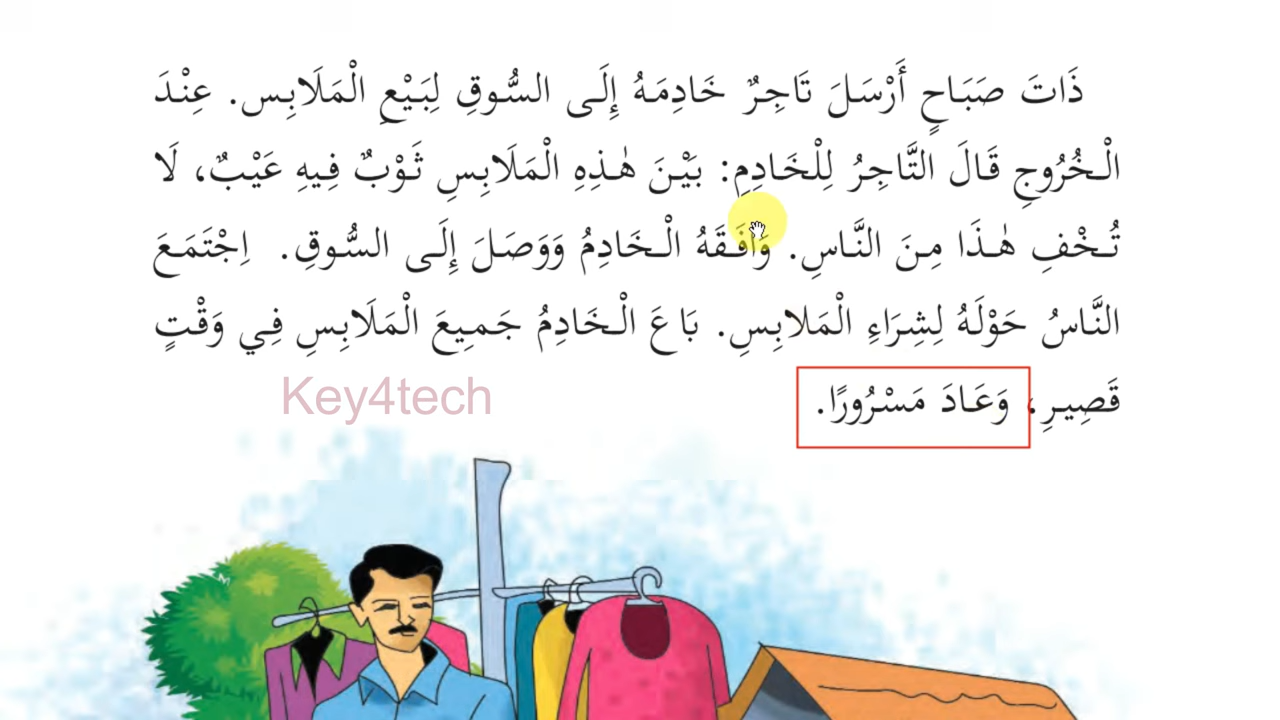 ذَاتَ صَبَاحٍ أَرْسَلَ تَاجِرٌ خَادِمَهُ إِلَى السُّوقِ لِبَيْعِ الْمَلَابِس. عِنْدَ
الْخُرُوجِ قَالَ التَّاجِرُ لِلْخَادِمِ: بَيْنَ هٰذِهِ الْمَلَابِسِ ثَوْبٌ فِيهِ عَيْبٌ، لَا
تُخْفِ هٰذَا مِنَ النَّاسِ. وَافَقَهُ الْخَادِمُ وَوَصَلَ إِلَى السُّوقِ. اِجْتَمَعَ
النَّاسُ حَوْلَهُ لِشِرَاءِ الْمَلابِسِ. بَاعَ الْخَادِمُ جَمِيعَ الْمَلَابِسِ فِي وَقْتٍ
قَصِيرٍ، وَعَادَ مَسْرُورًا.
Key4tech